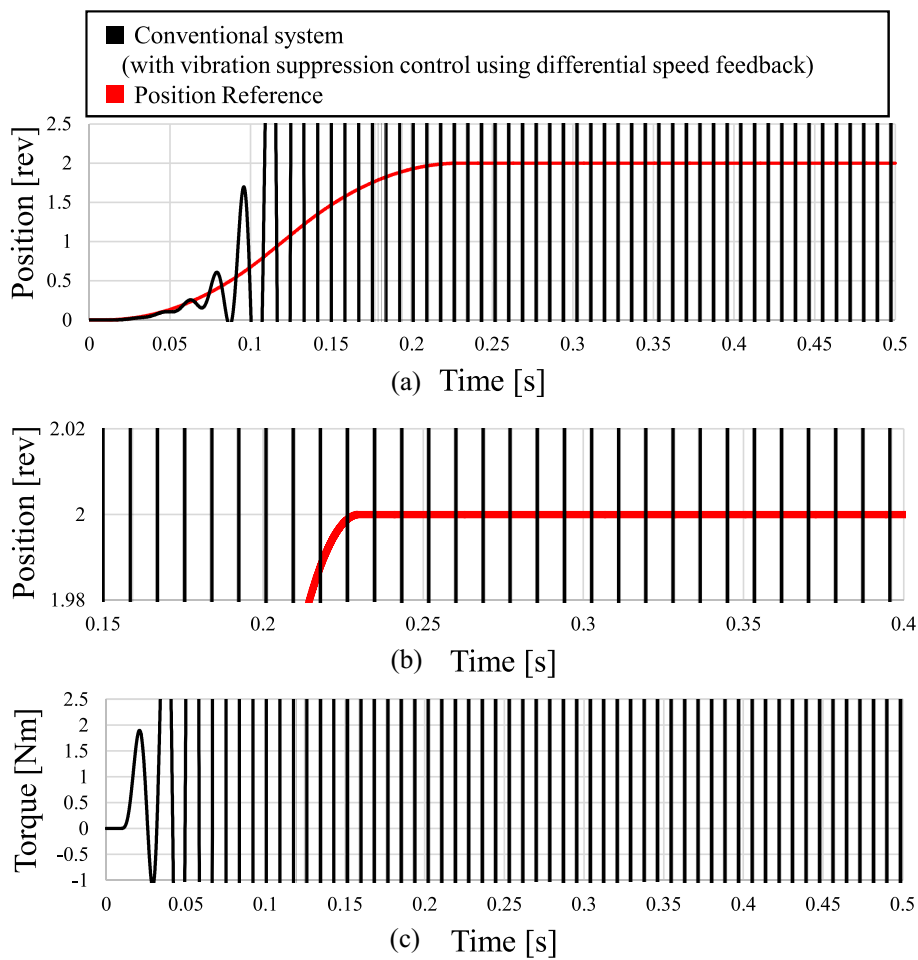 Conventional system
(with vibration suppression control using differential speed feedback)
Position Reference
Position [rev]
2.5
2
1.5
1
0.5
0
0 0.05 0.1 0.15 0.2 0.25 0.3 0.35 0.4 0.45 0.5
(a) Time [s]
Position [rev]
2.02
2
1.98
0.15 0.2 0.25 0.3 0.35 0.4
(b) Time [s]
Torque [Nm]
2.5
2
1.5
1
0.5
0
-0.5
-1
0 0.05 0.1 0.15 0.2 0.25 0.3 0.35 0.4 0.45 0.5
(c) Time [s]